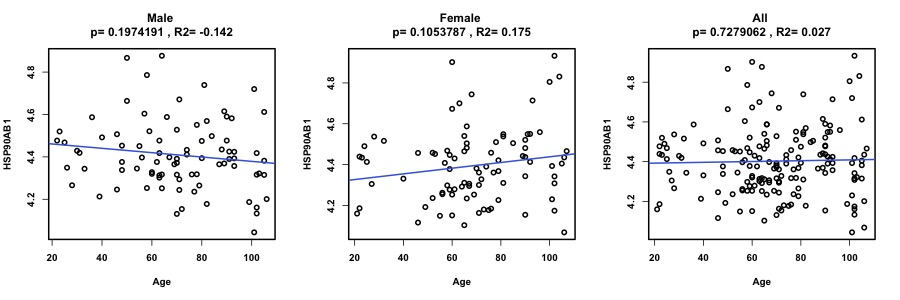 Male
p= 0.1974191 , R2= -0.142
HSP90AB1
4.8
4.6
4.4
4.2
20 40 60 80 100
Age
Female
p= 0.1053787 , R2= 0.175
HSP90AB1
4.8
4.6
4.4
4.2
20 40 60 80 100
Age
All
p= 0.7279062 , R2= 0.027
HSP90AB1
4.8
4.6
4.4
4.2
20 40 60 80 100
Age